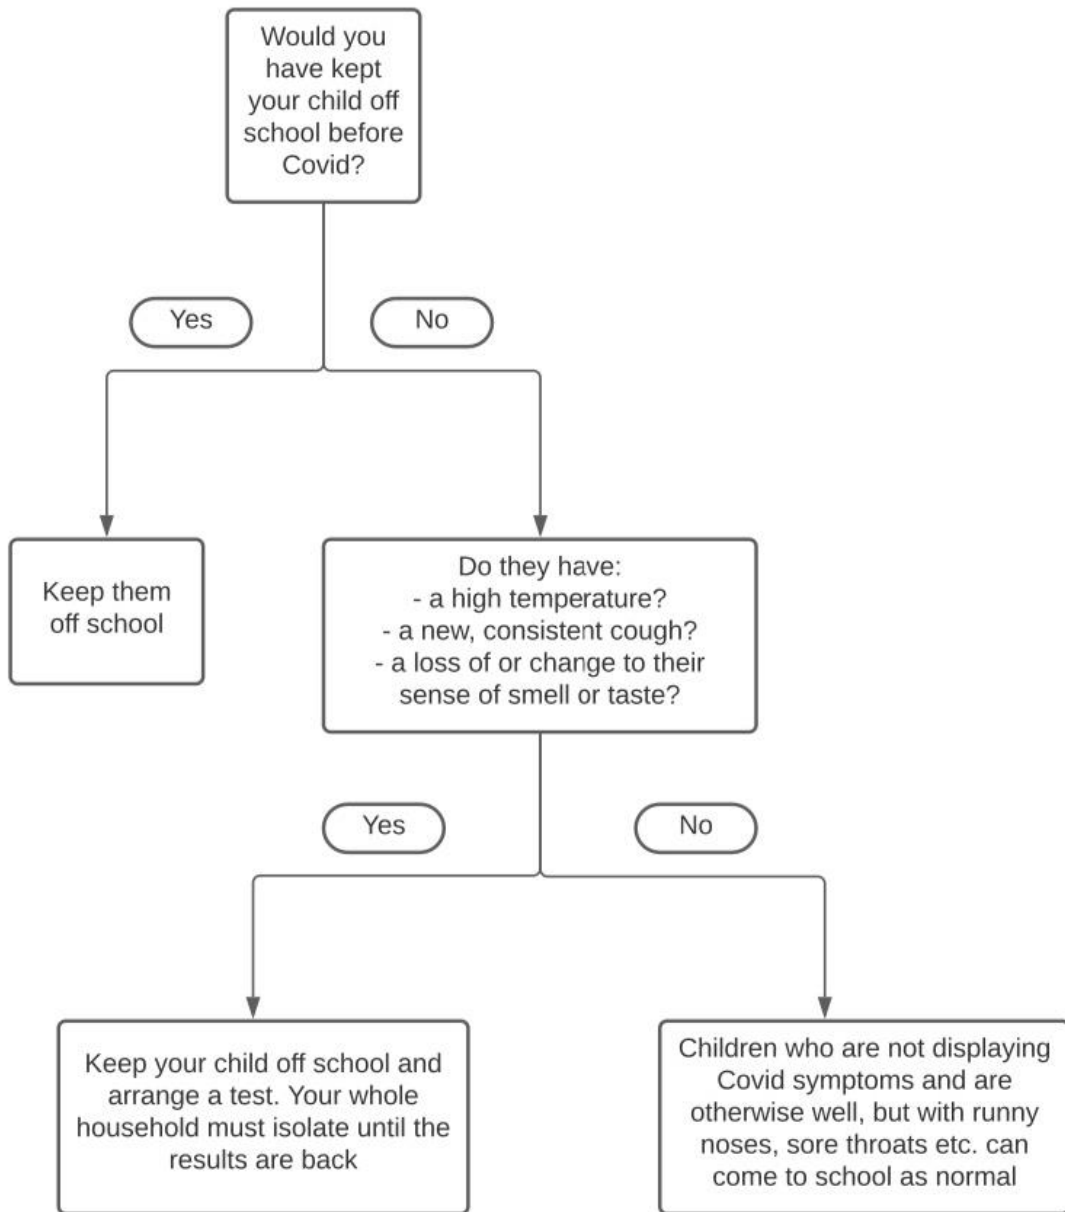 Would you
have kept
your child off
school before
Covid?
Yes
No
Keep them
off school
Do they have:
- a high temperature?
- a new, consistent cough?
- a loss of or change to their
sense of smell or taste?
Yes
No
Keep your child off school and
arrange a test. Your whole
household must isolate until the
results are back
Children who are not displaying
Covid symptoms and are
otherwise well, but with runny
noses, sore throats etc. can
come to school as normal